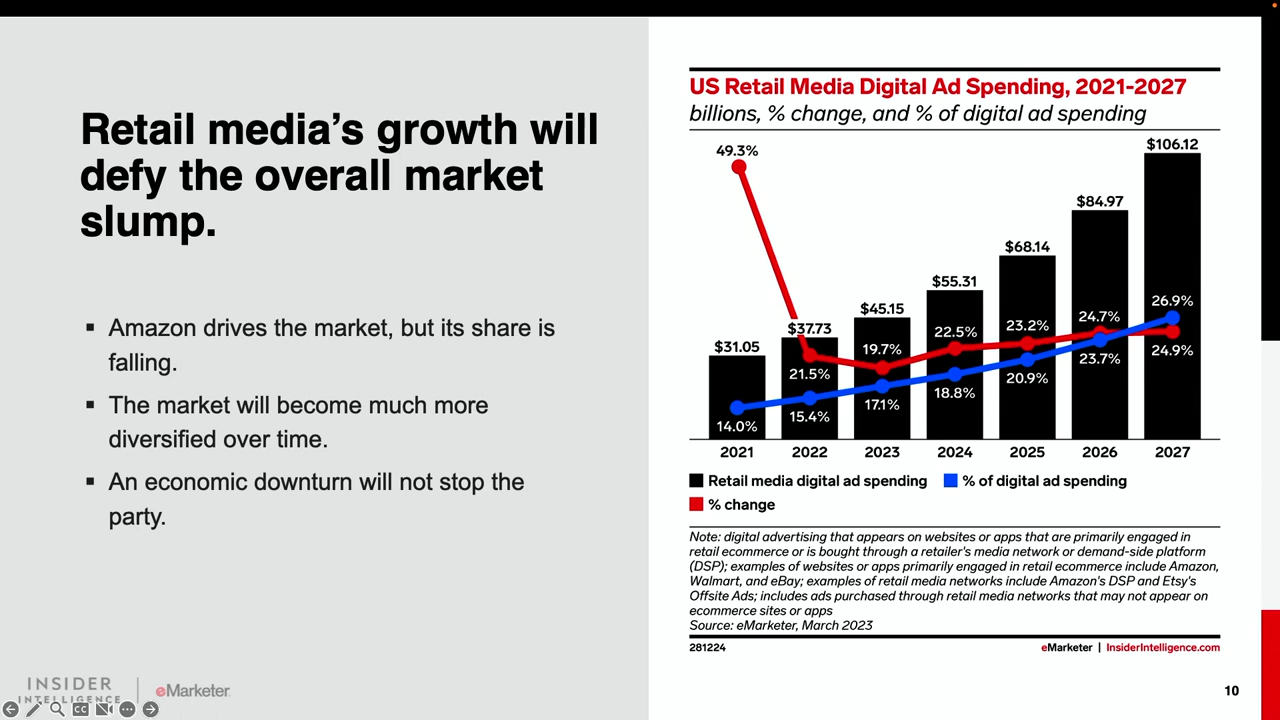 Retail media’s growth will
defy the overall market
slump.
▪ Amazon drives the market, but its share is
falling.
▪ The market will become much more
diversified over time.
▪ An economic downturn will not stop the
party.
INSIDER
INTELLIGENCE
eMarketer
US Retail Media Digital Ad Spending, 2021-2027
billions, % change, and % of digital ad spending
49.3%
$106.12
$84.97
$68.14
$55.31
$45.15
$37.73
$31.05
26.9%
24.7%
23.2%
22.5%
19.7%
21.5%
24.9%
23.7%
20.9%
18.8%
17.1%
15.4%
14.0%
2021 2022 2023 2024 2025 2026 2027
Retail media digital ad spending % of digital ad spending
% change
Note: digital advertising that appears on websites or apps that are primarily engaged in
retail ecommerce or is bought through a retailer's media network or demand-side platform
(DSP); examples of websites or apps primarily engaged in retail ecommerce include Amazon,
Walmart, and eBay; examples of retail media networks include Amazon's DSP and Etsy's
Offsite Ads; includes ads purchased through retail media networks that may not appear on
ecommerce sites or apps
Source: eMarketer, March 2023
281224 eMarketer | InsiderIntelligence.com
10
CC